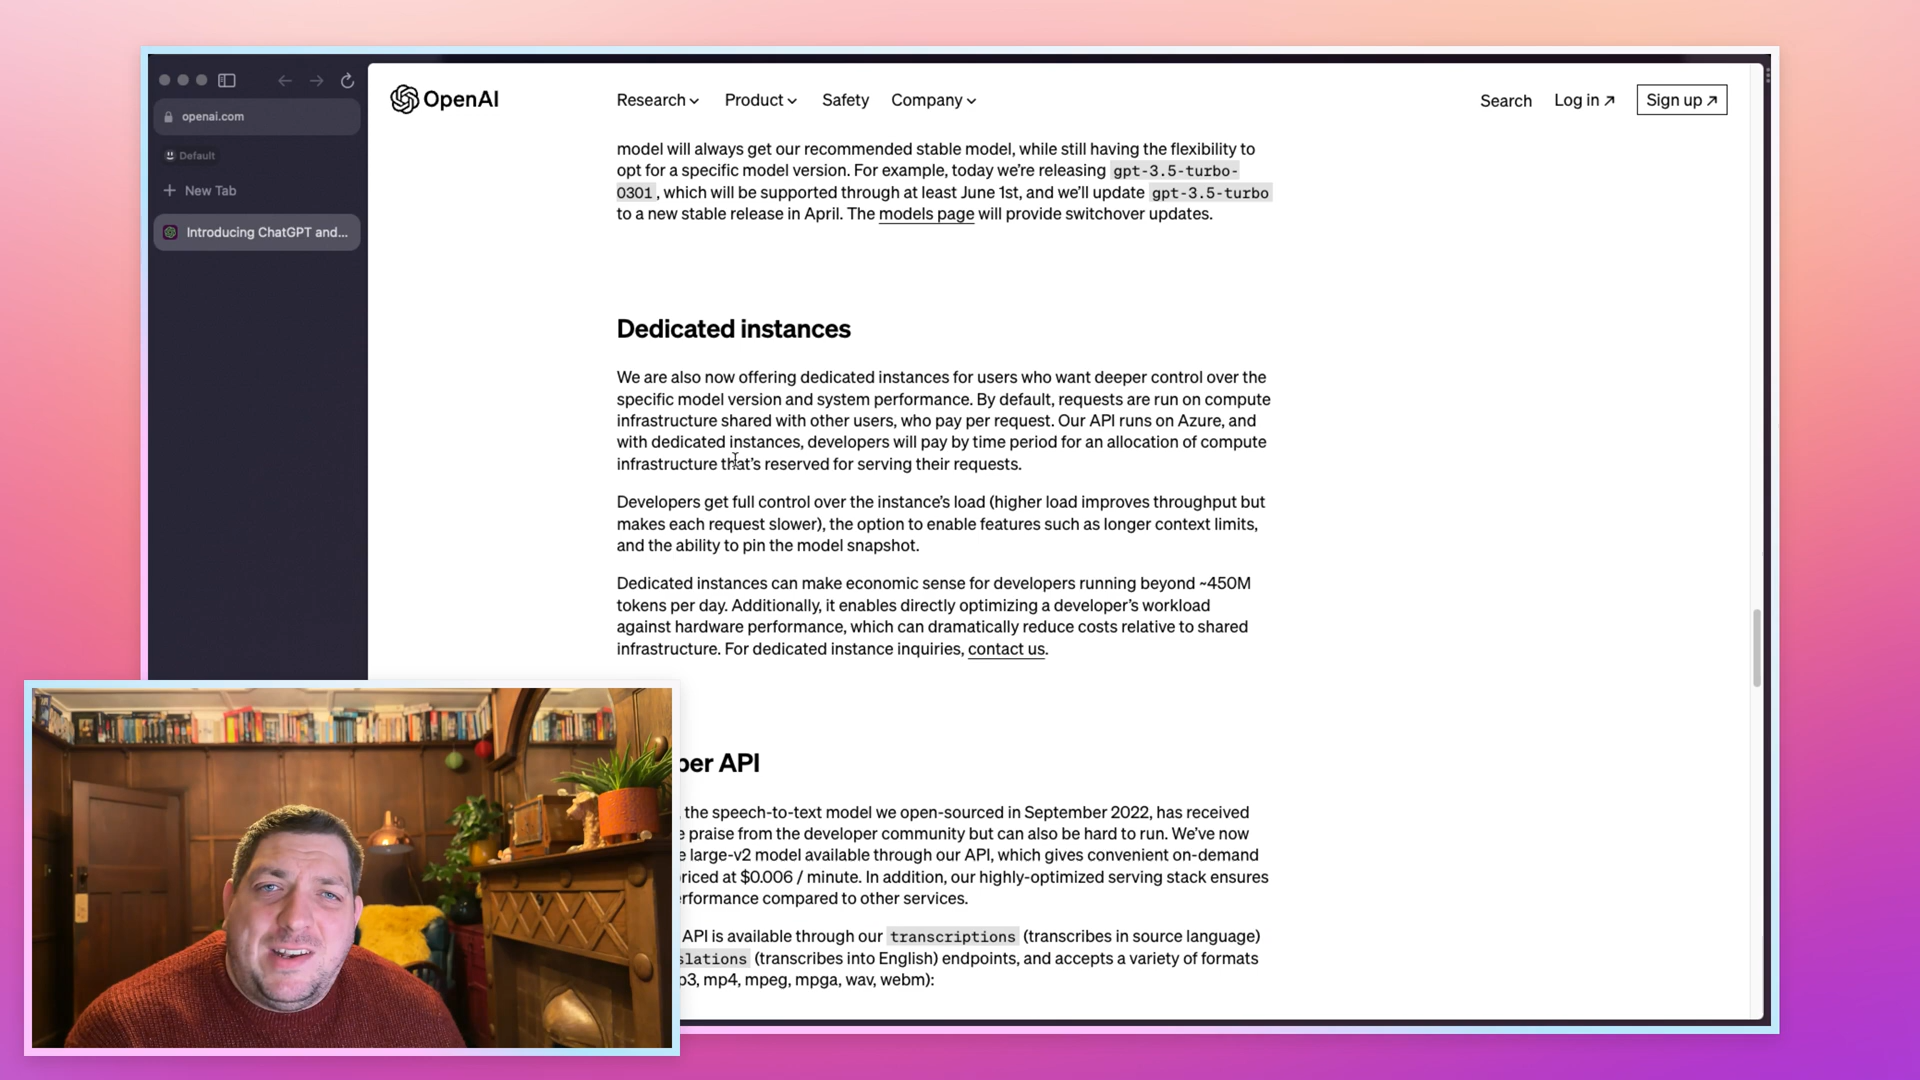 openai.com
Default
New Tab
Introducing ChatGPT and...
OpenAI
Research
Product
Safety
Company
Search
Log in ↗
Sign up ↗
model will always get our recommended stable model, while still having the flexibility to
opt for a specific model version. For example, today we’re releasing gpt-3.5-turbo-
0301, which will be supported through at least June 1st, and we’ll update gpt-3.5-turbo
to a new stable release in April. The models page will provide switchover updates.
Dedicated instances
We are also now offering dedicated instances for users who want deeper control over the
specific model version and system performance. By default, requests are run on compute
infrastructure shared with other users, who pay per request. Our API runs on Azure, and
with dedicated instances, developers will pay by time period for an allocation of compute
infrastructure that’s reserved for serving their requests.
Developers get full control over the instance’s load (higher load improves throughput but
makes each request slower), the option to enable features such as longer context limits,
and the ability to pin the model snapshot.
Dedicated instances can make economic sense for developers running beyond ~450M
tokens per day. Additionally, it enables directly optimizing a developer’s workload
against hardware performance, which can dramatically reduce costs relative to shared
infrastructure. For dedicated instance inquiries, contact us.
per API
, the speech-to-text model we open-sourced in September 2022, has received
e praise from the developer community but can also be hard to run. We’ve now
e large-v2 model available through our API, which gives convenient on-demand
riced at $0.006 / minute. In addition, our highly-optimized serving stack ensures
erformance compared to other services.
API is available through our transcriptions (transcribes in source language)
slations (transcribes into English) endpoints, and accepts a variety of formats
p3, mp4, mpeg, mpga, wav, webm):